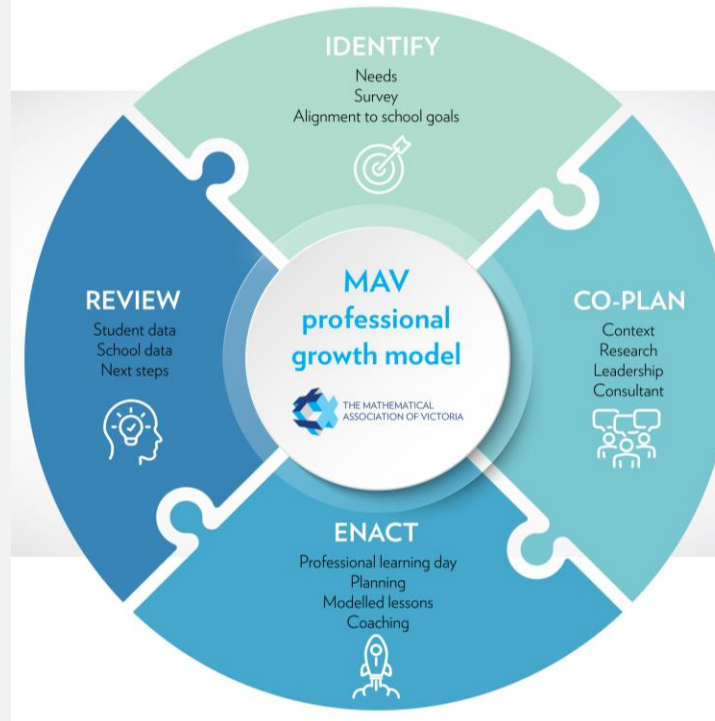 IDENTIFY
Needs
Survey
Alignment to school goals
CO-PLAN
Context
Research
Leadership
Consultant
ENACT
Professional learning day
Planning
Modelled lessons
Coaching
REVIEW
Student data
School data
Next steps
MAV
professional
growth model
THE MATHEMATICAL
ASSOCIATION OF VICTORIA